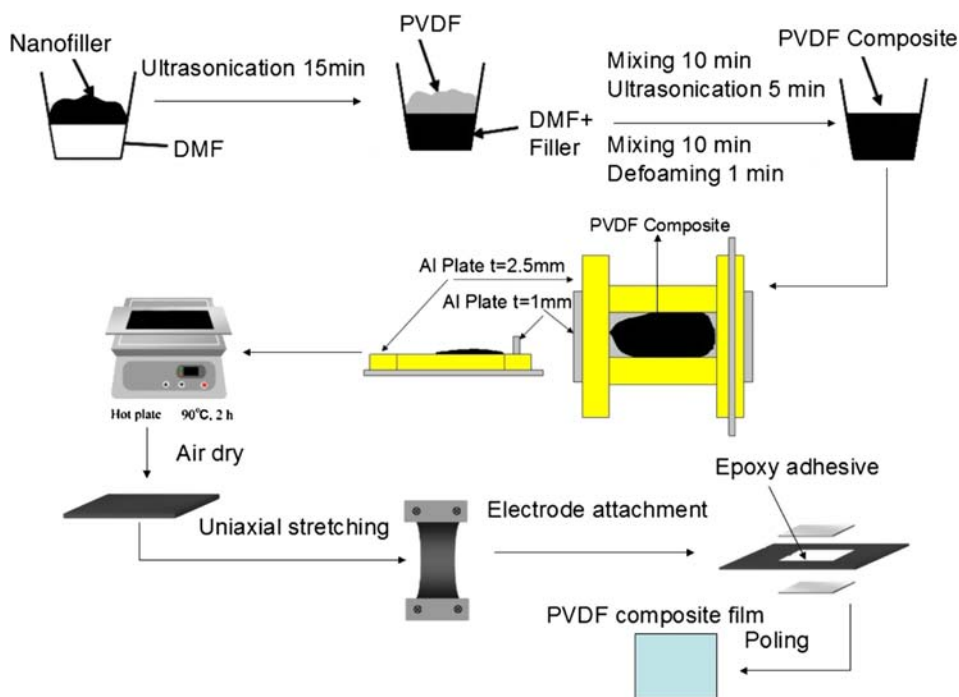 Nanofiller
Ultrasonication 15min
DMF
PVDF
DMF+
Filler
Mixing 10 min
Ultrasonication 5 min
Mixing 10 min
Defoaming 1 min
PVDF Composite
PVDF Composite
Al Plate t=2.5mm
Al Plate t=1mm
Hot plate 90°C, 2 h
Air dry
Uniaxial stretching
Electrode attachment
Epoxy adhesive
Poling
PVDF composite film